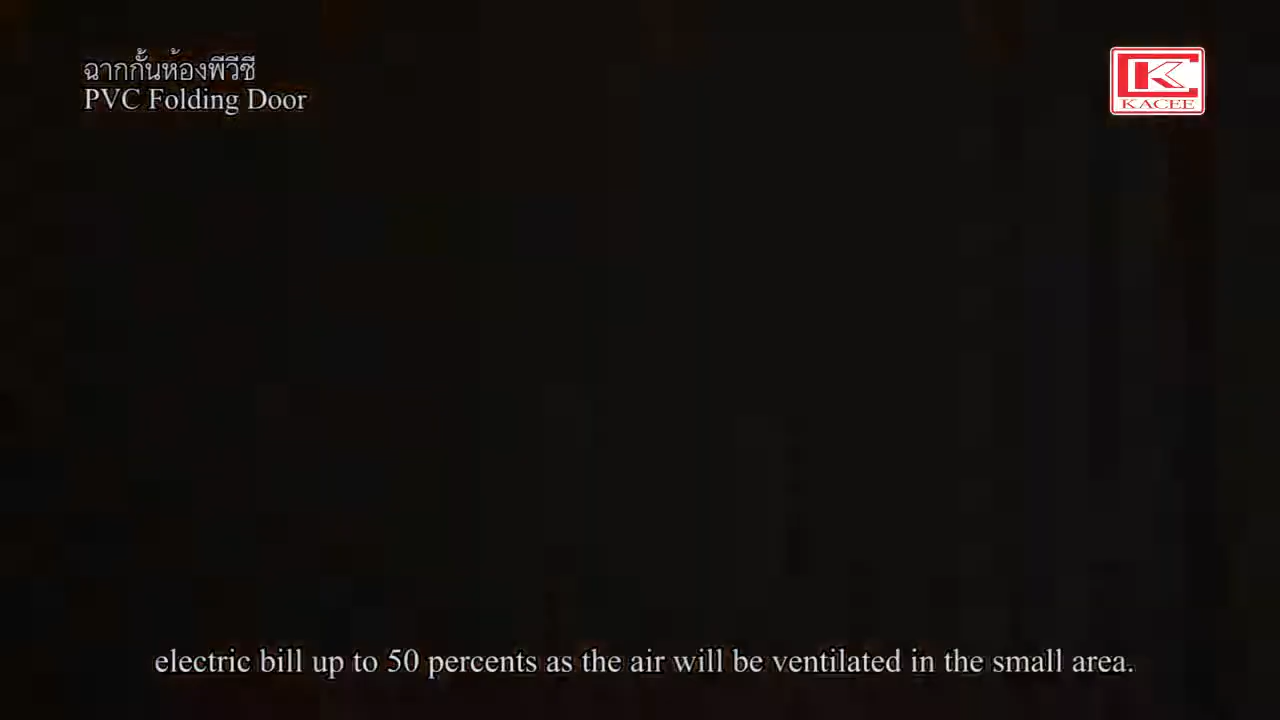 ฉากกั้นห้องพีวีซี
PVC Folding Door
KACEE
electric bill up to 50 percents as the air will be ventilated in the small area.